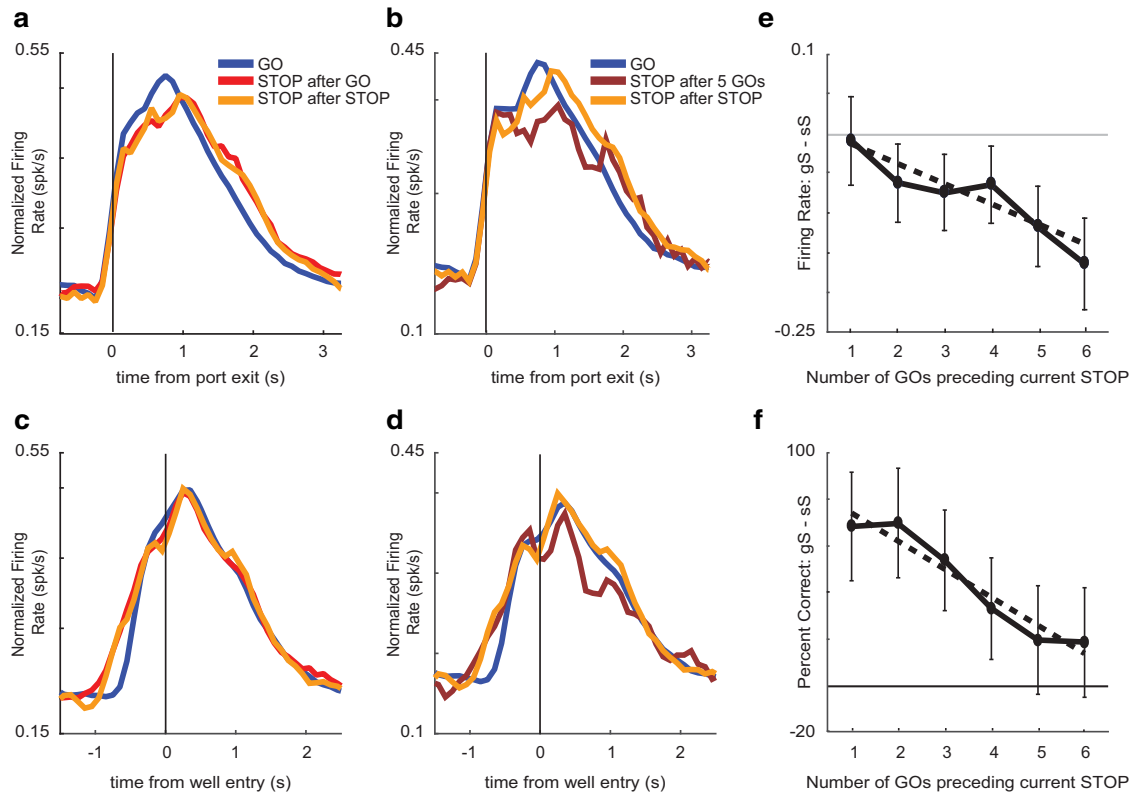 a
0.55
GO
STOP after GO
STOP after STOP
Normalized Firing
Rate (spk/s)
0.15
0
1
2
3
time from port exit (s)
b
0.45
GO
STOP after 5 GOs
STOP after STOP
Normalized Firing
Rate (spk/s)
0.1
0
1
2
3
time from port exit (s)
e
0.1
Firing Rate: gS - sS
-0.25
1
2
3
4
5
6
Number of GOs preceding current STOP
c
0.55
Normalized Firing
Rate (spk/s)
0.15
-1
0
1
2
time from well entry (s)
d
0.45
Normalized Firing
Rate (spk/s)
0.1
-1
0
1
2
time from well entry (s)
f
100
Percent Correct: gS - sS
-20
1
2
3
4
5
6
Number of GOs preceding current STOP